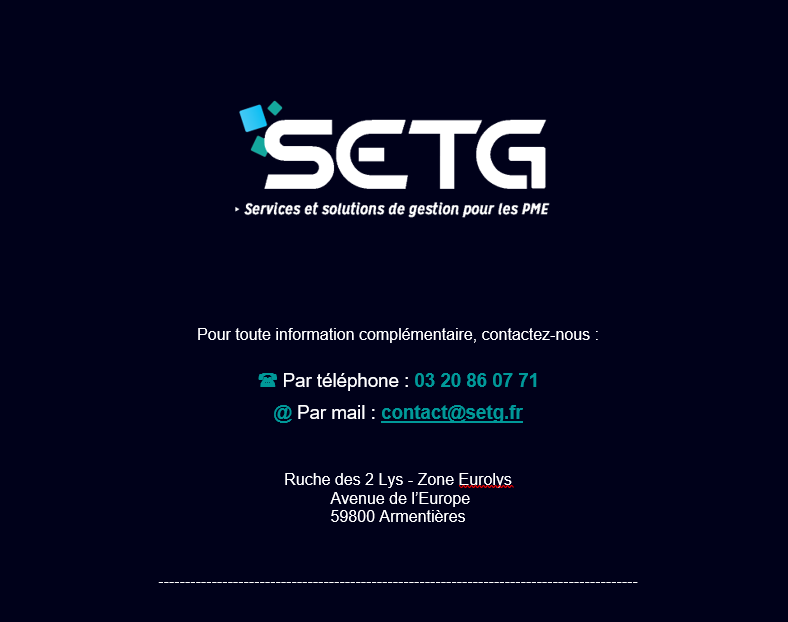 SETG
Services et solutions de gestion pour les PME
Pour toute information complémentaire, contactez-nous :
☎ Par téléphone : 03 20 86 07 71
@ Par mail : contact@setg.fr
Ruche des 2 Lys - Zone Eurolys
Avenue de l’Europe
59800 Armentières
--------------------------------------------------------------------------------------------